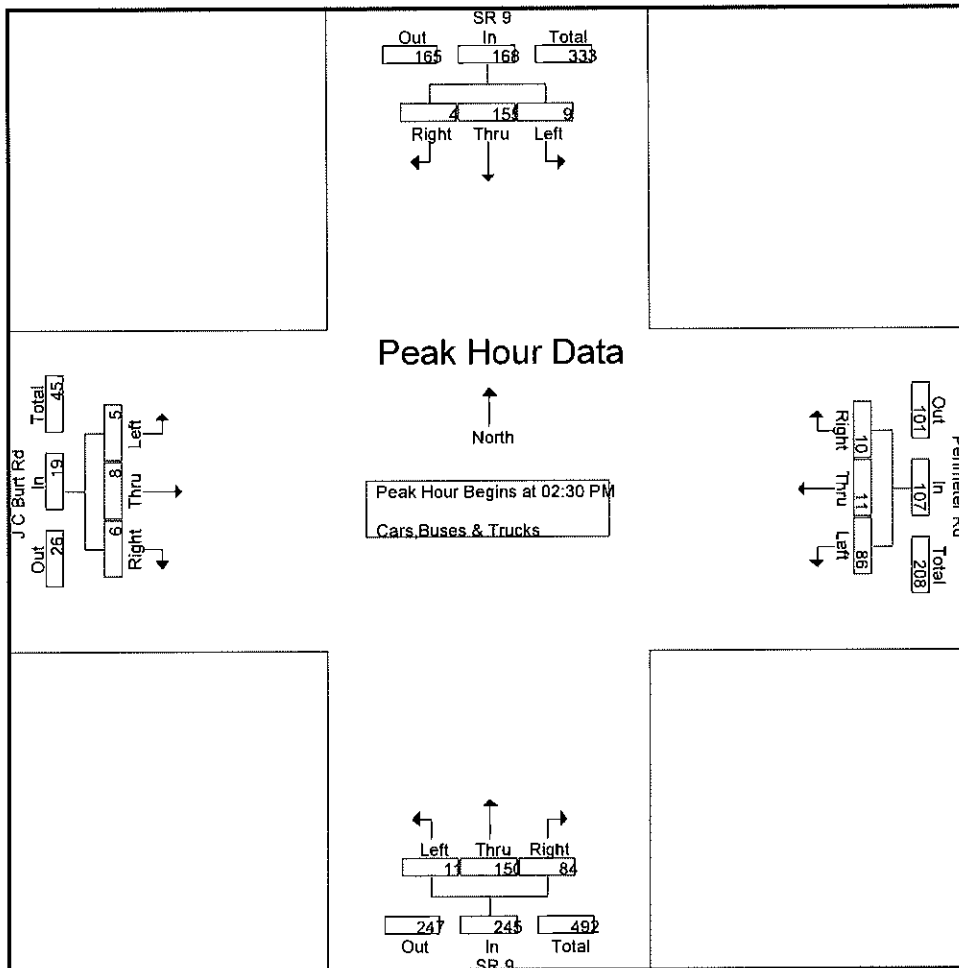 SR 9
Out In Total
165 168 333
4 155 9
Right Thru Left
Peak Hour Data
North
Peak Hour Begins at 02:30 PM
Cars,Buses & Trucks
J C Burt Rd
Out In Total
26 19 45
Right Thru Left
6 8 5
Perimeter Rd
Out In Total
101 107 208
Right Thru Left
10 11 86
Left Thru Right
11 150 84
247 245 492
Out In Total
SR 9